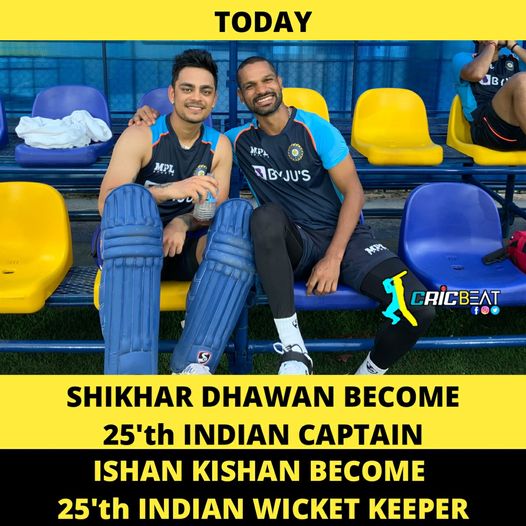 TODAY
MPL
BYJU'S
MPL
BYJU'S
MPL
CRICBEAT
SHIKHAR DHAWAN BECOME
25'th INDIAN CAPTAIN
ISHAN KISHAN BECOME
25'th INDIAN WICKET KEEPER